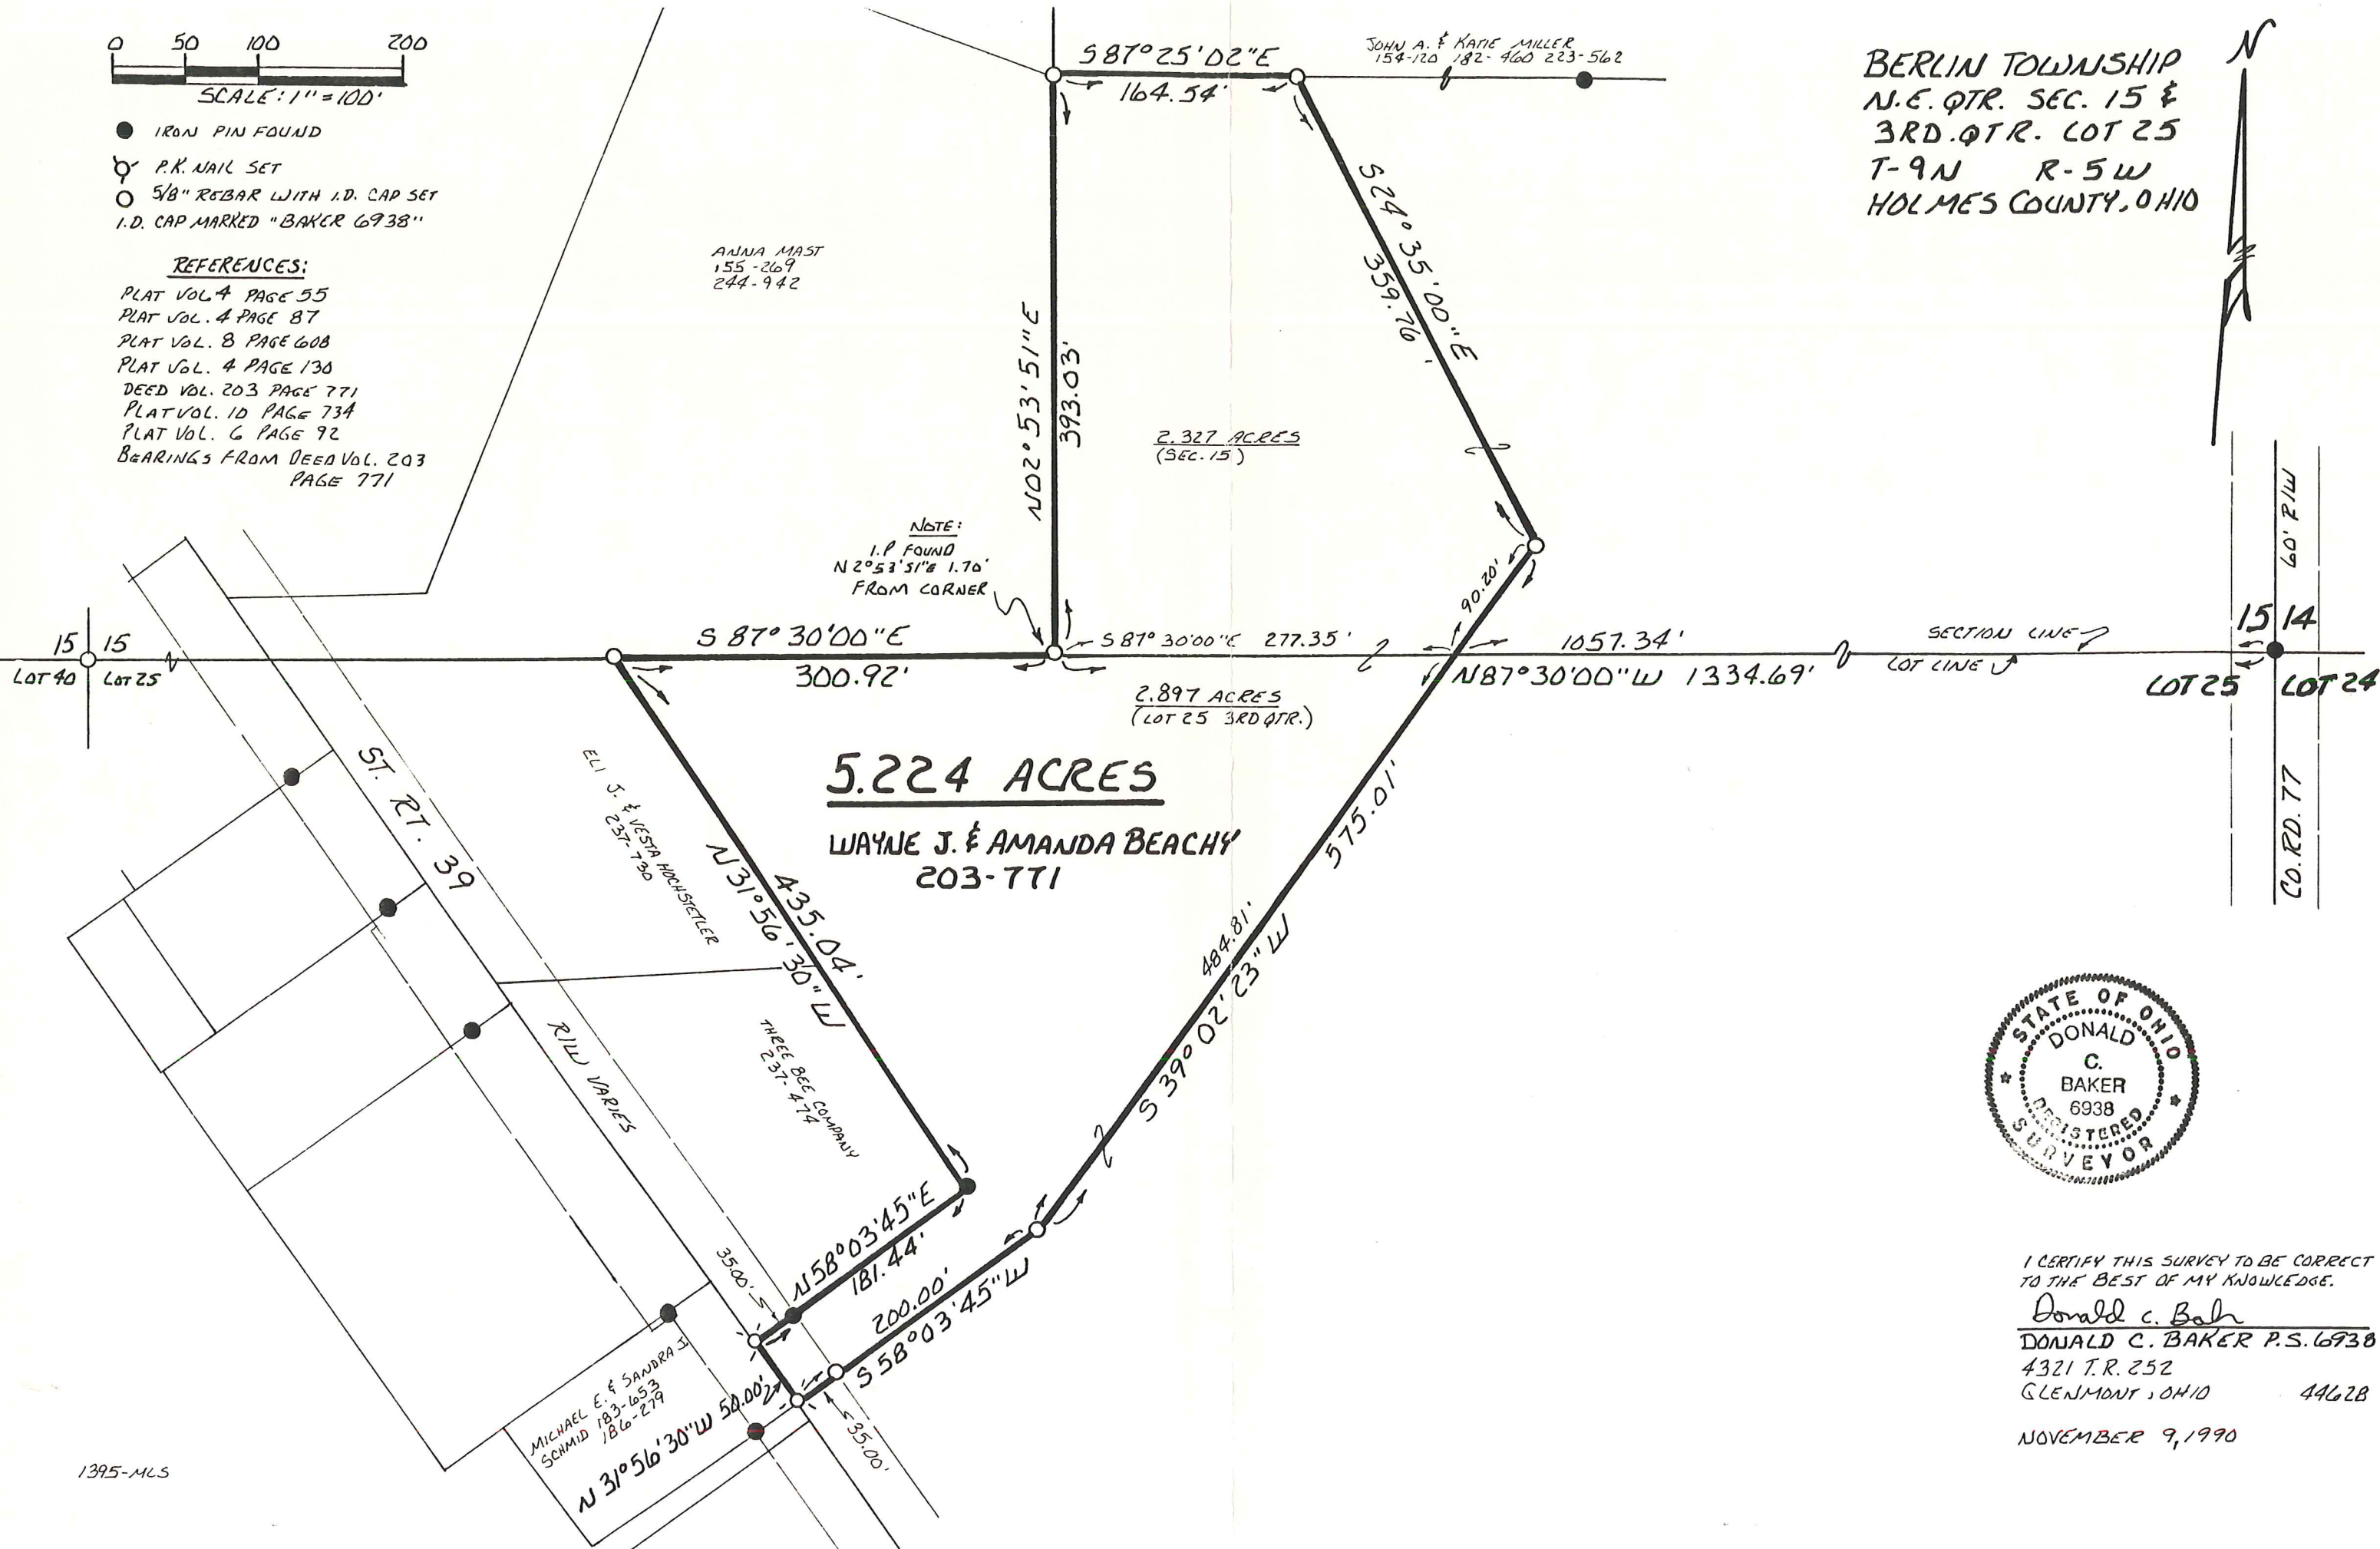 0 50 100 200
SCALE: 1" = 100'
IRON PIN FOUND
P.K. NAIL SET
5/8" REBAR WITH I.D. CAP SET
I.D. CAP MARKED "BAKER 6938"
REFERENCES:
PLAT VOL 4 PAGE 55
PLAT VOL. 4 PAGE 87
PLAT VOL. 8 PAGE 608
PLAT VOL. 4 PAGE 130
DEED VOL. 203 PAGE 771
PLAT VOL. 10 PAGE 734
PLAT VOL. 6 PAGE 92
BEARINGS FROM DEED VOL. 203
PAGE 771
ANNA MAST
155-269
244-942
S 87° 25' 02" E
164.54'
JOHN A. & KATIE MILLER
154-120 182-460 223-562
BERLIN TOWNSHIP
N.E. QTR. SEC. 15 &
3RD. QTR. LOT 25
T-9N R-5W
HOLMES COUNTY, OHIO
N
S 24° 35' 00" E
359.76'
N 02° 53' 51" E
393.03'
2.327 ACRES
(SEC. 15)
NOTE:
I.P FOUND
N 2° 53' 51" E 1.70'
FROM CORNER
90.20'
60' R/W
15 15
LOT 40 LOT 25
S 87° 30' 00" E
300.92'
S 87° 30' 00" E 277.35'
1057.34'
N 87° 30' 00" W 1334.69'
SECTION LINE
LOT LINE
15 14
LOT 25 LOT 24
CO. RD. 77
2.897 ACRES
(LOT 25 3RD QTR.)
5.224 ACRES
WAYNE J. & AMANDA BEACHY
203-771
ST. RT. 39
R/W VARIES
ELI J. & VESTA HOCHSTETLER
237-730
435.04'
N 31° 56' 30" W
THREE BEE COMPANY
237-474
575.01'
484.81'
S 39° 02' 23" W
N 58° 03' 45" E
181.44'
35.00'
200.00'
S 58° 03' 45" W
35.00'
N 31° 56' 30" W 50.00'
MICHAEL E. & SANDRA J.
SCHMID 183-653
186-279
STATE OF OHIO
DONALD
C.
BAKER
6938
REGISTERED
SURVEYOR
I CERTIFY THIS SURVEY TO BE CORRECT
TO THE BEST OF MY KNOWLEDGE.
Donald C. Bak
DONALD C. BAKER P.S. 6938
4321 T.R. 252
GLENMONT, OHIO 44628
NOVEMBER 9, 1990
1395-MLS